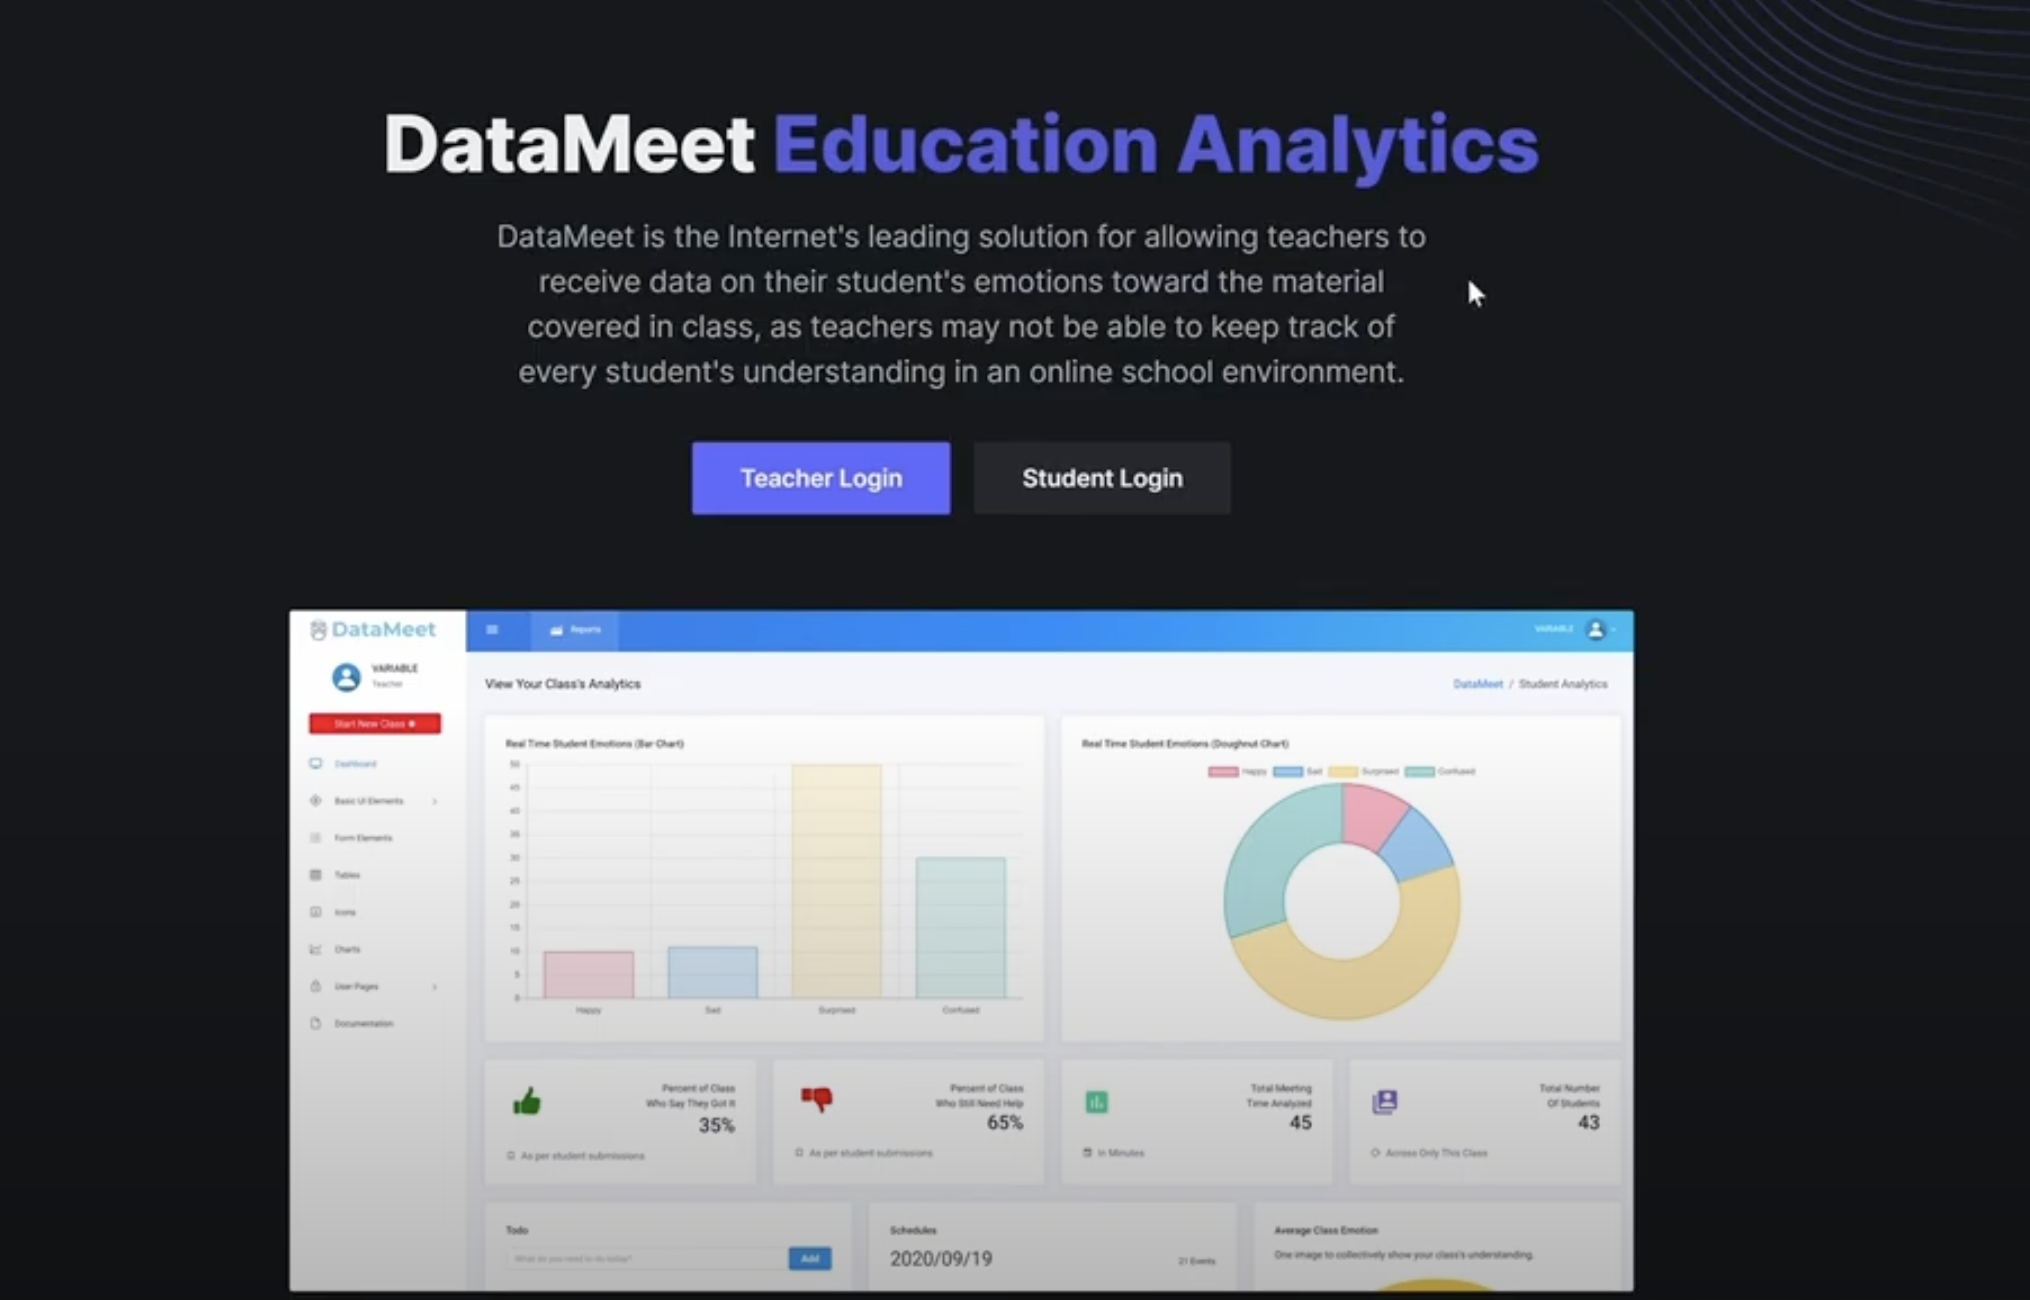 DataMeet Education Analytics
DataMeet is the Internet's leading solution for allowing teachers to
receive data on their student's emotions toward the material
covered in class, as teachers may not be able to keep track of
every student's understanding in an online school environment.
Teacher Login
Student Login
DataMeet
Reports
VARIABLE
VARIABLE
Teacher
Start New Class
Dashboard
Basic UI Elements
Form Elements
Tables
Icons
Charts
User Pages
Documentation
View Your Class's Analytics
DataMeet / Student Analytics
Real Time Student Emotions (Bar Chart)
50
45
40
35
30
25
20
15
10
5
0
Happy
Sad
Surprised
Confused
Real Time Student Emotions (Doughnut Chart)
Happy
Sad
Surprised
Confused
Percent of Class
Who Say They Got It
35%
As per student submissions
Percent of Class
Who Still Need Help
65%
As per student submissions
Total Meeting
Time Analyzed
45
In Minutes
Total Number
Of Students
43
Across Only This Class
Todo
What do you need to do today?
Add
Schedules
2020/09/19
21 Events
Average Class Emotion
One image to collectively show your class's understanding.